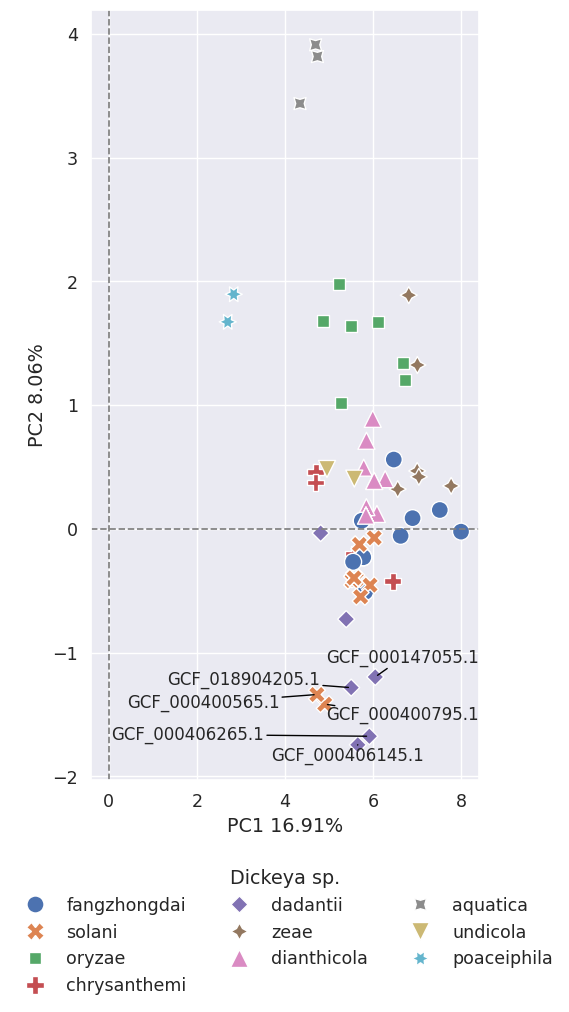 4
3
2
1
0
−1
−2
PC2 8.06%
GCF_000147055.1
GCF_018904205.1
GCF_000400565.1
GCF_000400795.1
GCF_000406265.1
GCF_000406145.1
0 2 4 6 8
PC1 16.91%
Dickeya sp.
fangzhongdai dadantii aquatica
solani zeae undicola
oryzae dianthicola poaceiphila
chrysanthemi